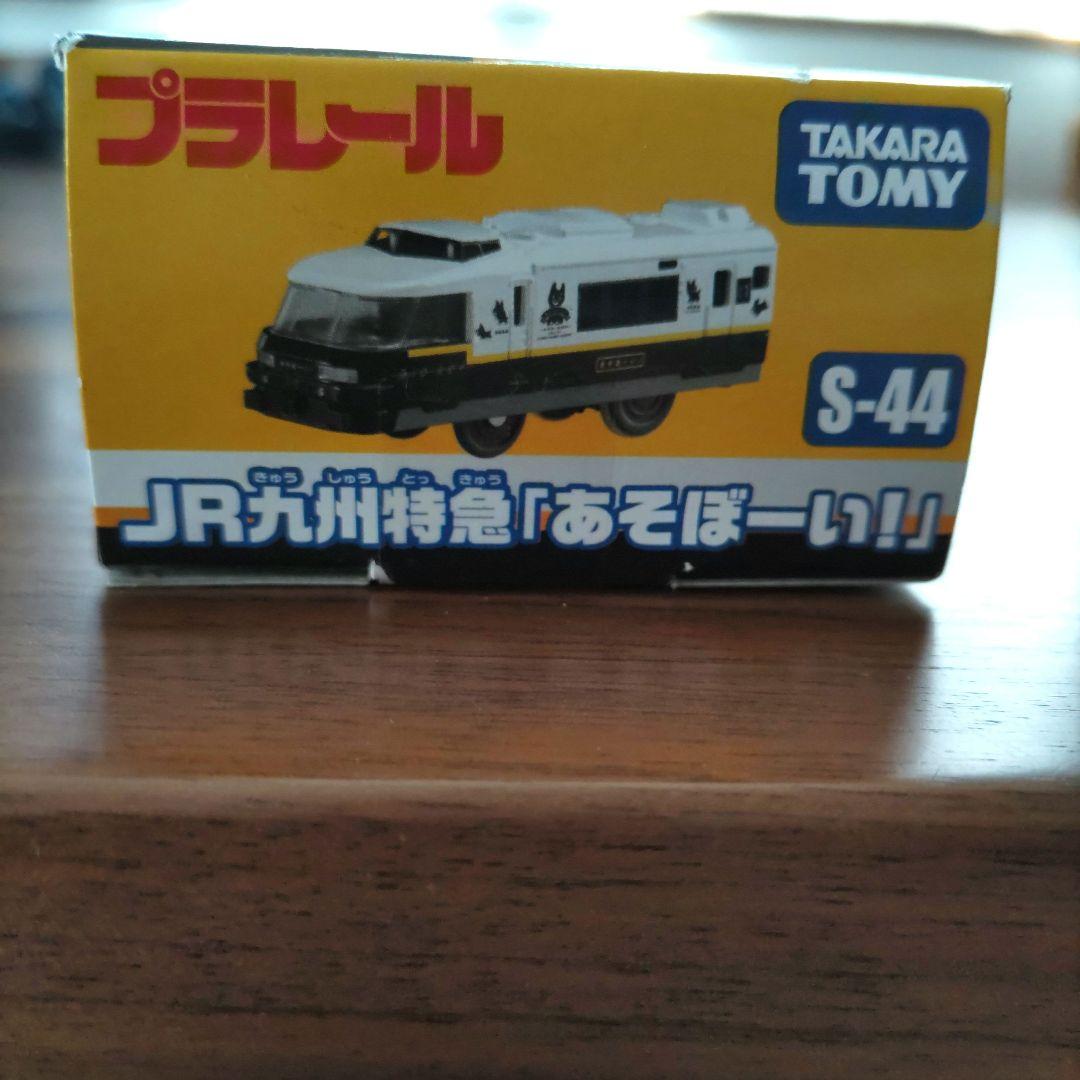 プラレール
TAKARA
TOMY
S-44
きゅう しゅう とっ きゅう
JR九州特急「あそぼーい!」